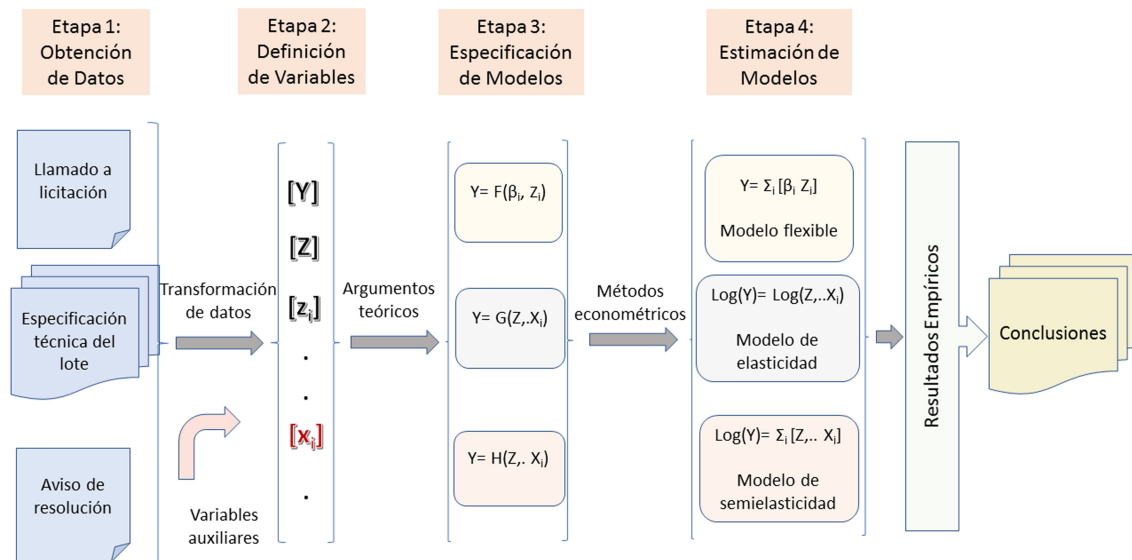 Etapa 1:
Obtención
de Datos
Etapa 2:
Definición
de Variables
Etapa 3:
Especificación
de Modelos
Etapa 4:
Estimación de
Modelos
Llamado a
licitación
Especificación
técnica del
lote
Aviso de
resolución
Transformación
de datos
Variables
auxiliares
[Y]
[Z]
[zᵢ]
.
.
[xᵢ]
.
Argumentos
teóricos
Y= F(βᵢ, Zᵢ)
Y= G(Z,.Xᵢ)
Y= H(Z,. Xᵢ)
Métodos
econométricos
Y= Σᵢ [βᵢ Zᵢ]
Modelo flexible
Log(Y)= Log(Z,..Xᵢ)
Modelo de
elasticidad
Log(Y)= Σᵢ [Z,.. Xᵢ]
Modelo de
semielasticidad
Resultados Empíricos
Conclusiones